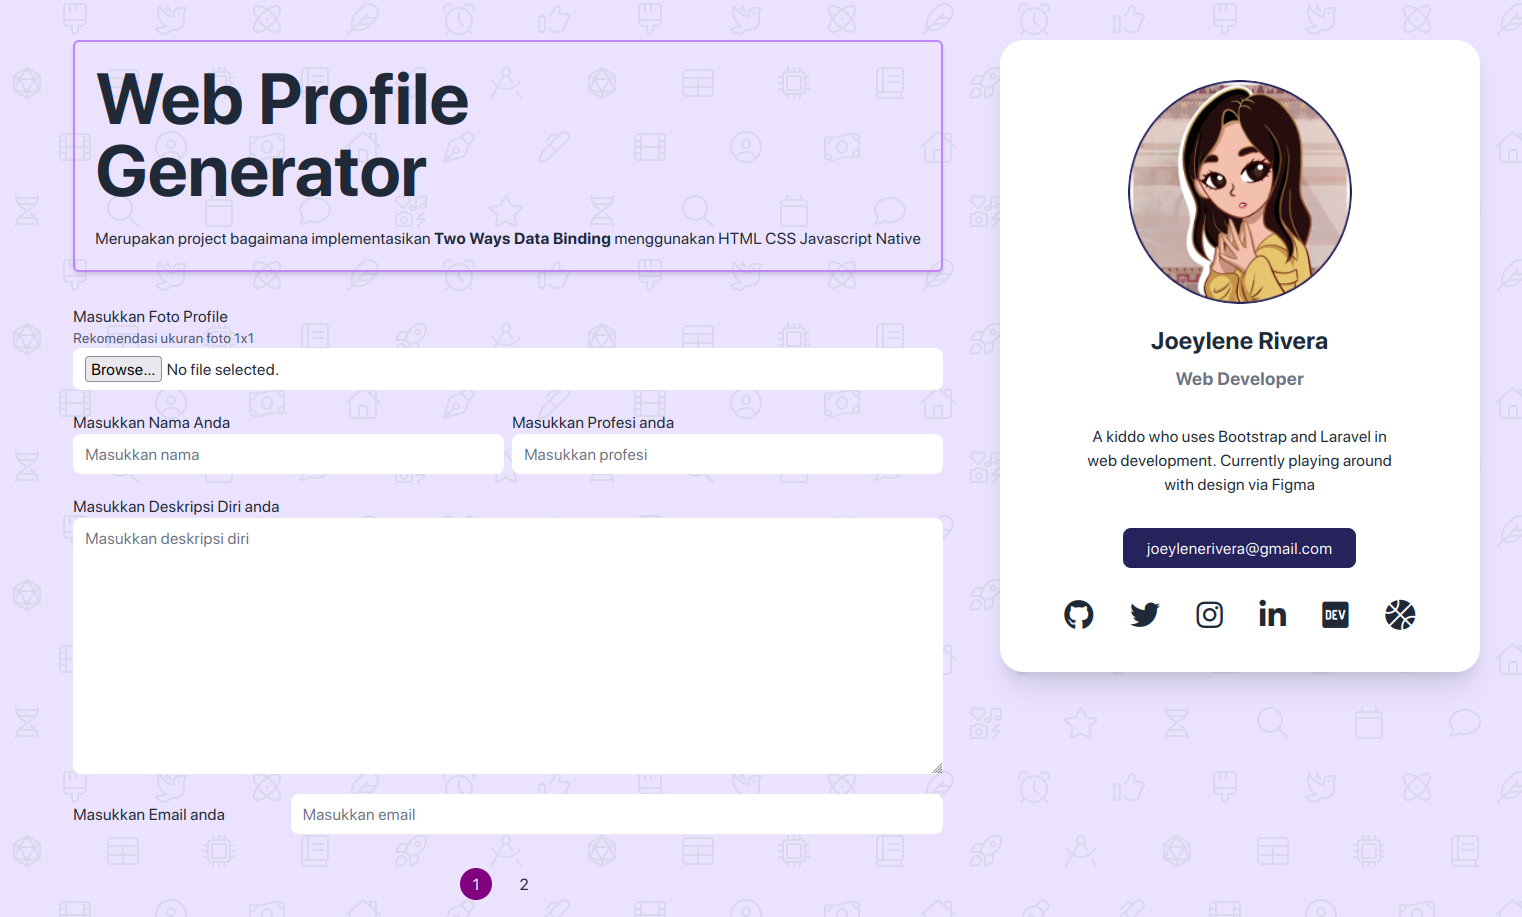 Web Profile
Generator
Merupakan project bagaimana implementasikan Two Ways Data Binding menggunakan HTML CSS Javascript Native
Masukkan Foto Profile
Rekomendasi ukuran foto 1x1
Browse... No file selected.
Masukkan Nama Anda
Masukkan nama
Masukkan Profesi anda
Masukkan profesi
Masukkan Deskripsi Diri anda
Masukkan deskripsi diri
Masukkan Email anda
Masukkan email
1 2
Joeylene Rivera
Web Developer
A kiddo who uses Bootstrap and Laravel in
web development. Currently playing around
with design via Figma
joeylenerivera@gmail.com
in
DEV